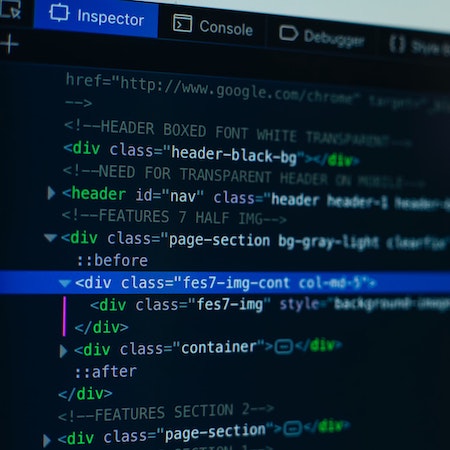 Inspector Console Debugger { } Style
href="http://www.google.com/chrome" target="_bl
-->
<!--HEADER BOXED FONT WHITE TRANSPARENT-->
<div class="header-black-bg"></div>
<!--NEED FOR TRANSPARENT HEADER ON MOBILE-->
<header id="nav" class="header header-1 header-b
<!--FEATURES 7 HALF IMG-->
<div class="page-section bg-gray-light clearfix"
::before
<div class="fes7-img-cont col-md-5">
<div class="fes7-img" style="background-image
</div>
<div class="container"></div>
::after
</div>
<!--FEATURES SECTION 2-->
<div class="page-section"></div>